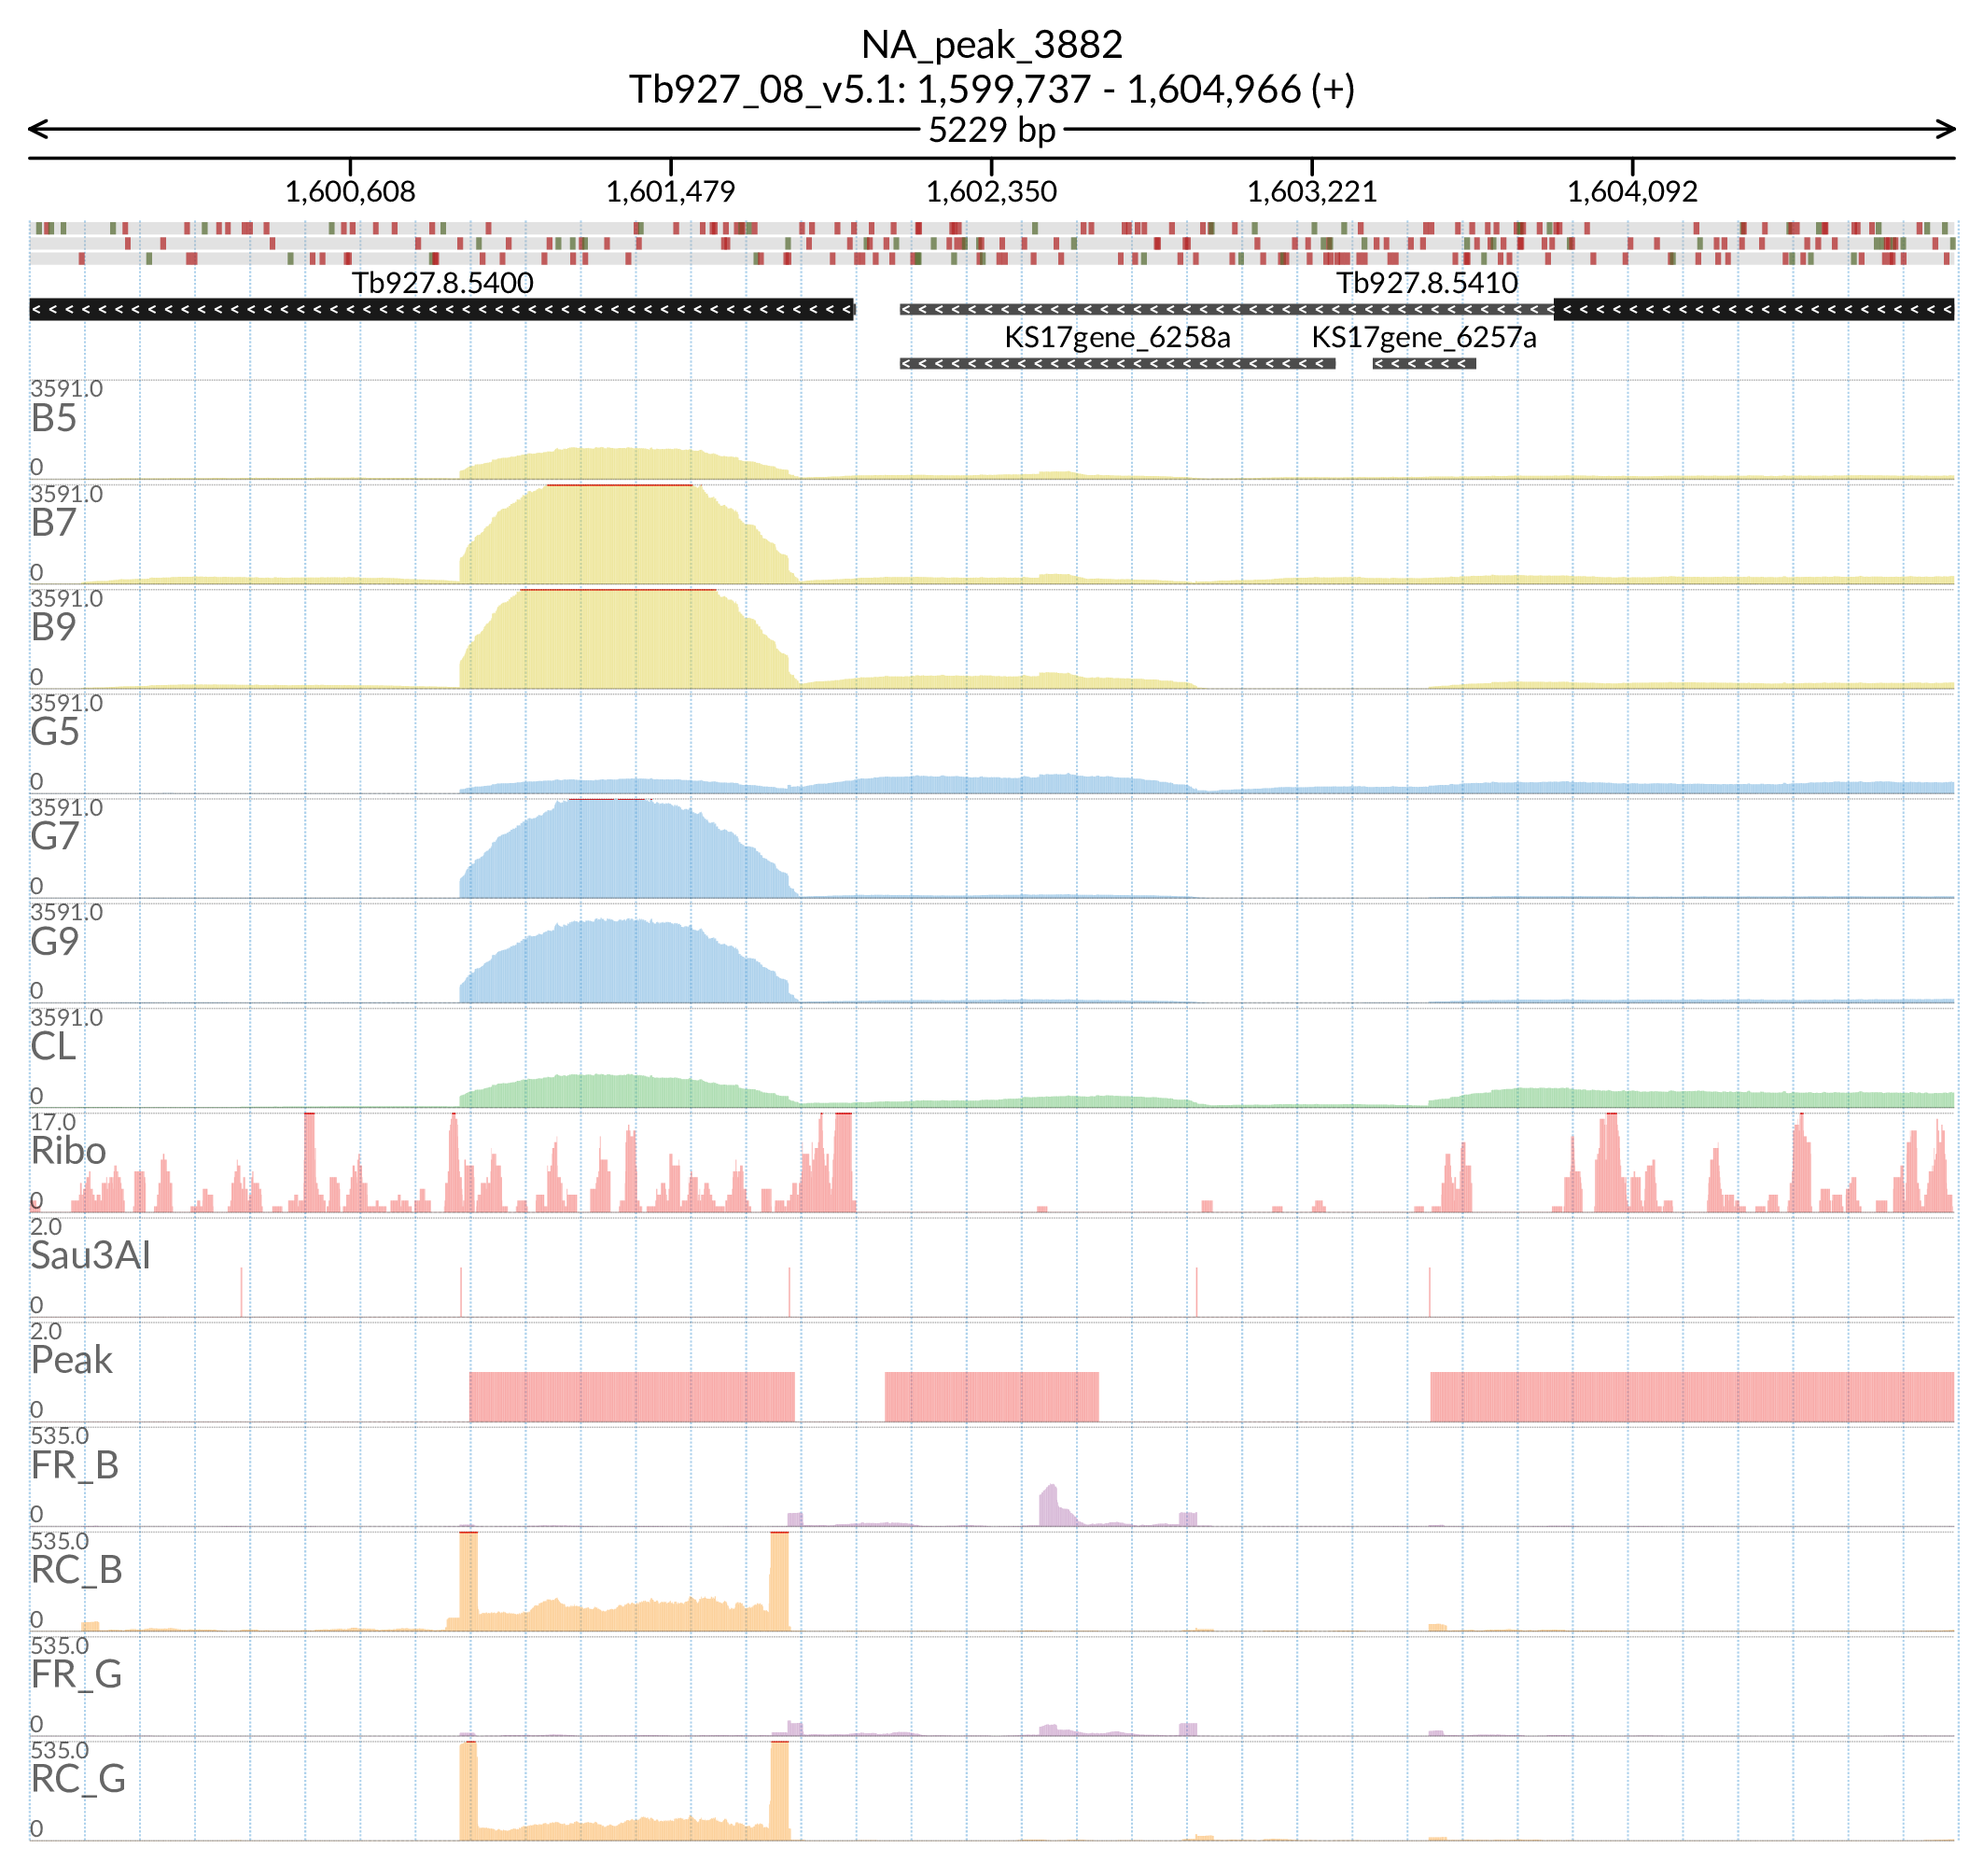 NA_peak_3882
Tb927_08_v5.1: 1,599,737 - 1,604,966 (+)
5229 bp
1,600,608 1,601,479 1,602,350 1,603,221 1,604,092
Tb927.8.5400 Tb927.8.5410
KS17gene_6258a KS17gene_6257a
3591.0
B5
0
3591.0
B7
0
3591.0
B9
0
3591.0
G5
0
3591.0
G7
0
3591.0
G9
0
3591.0
CL
0
17.0
Ribo
0
2.0
Sau3AI
0
2.0
Peak
0
535.0
FR_B
0
535.0
RC_B
0
535.0
FR_G
0
535.0
RC_G
0